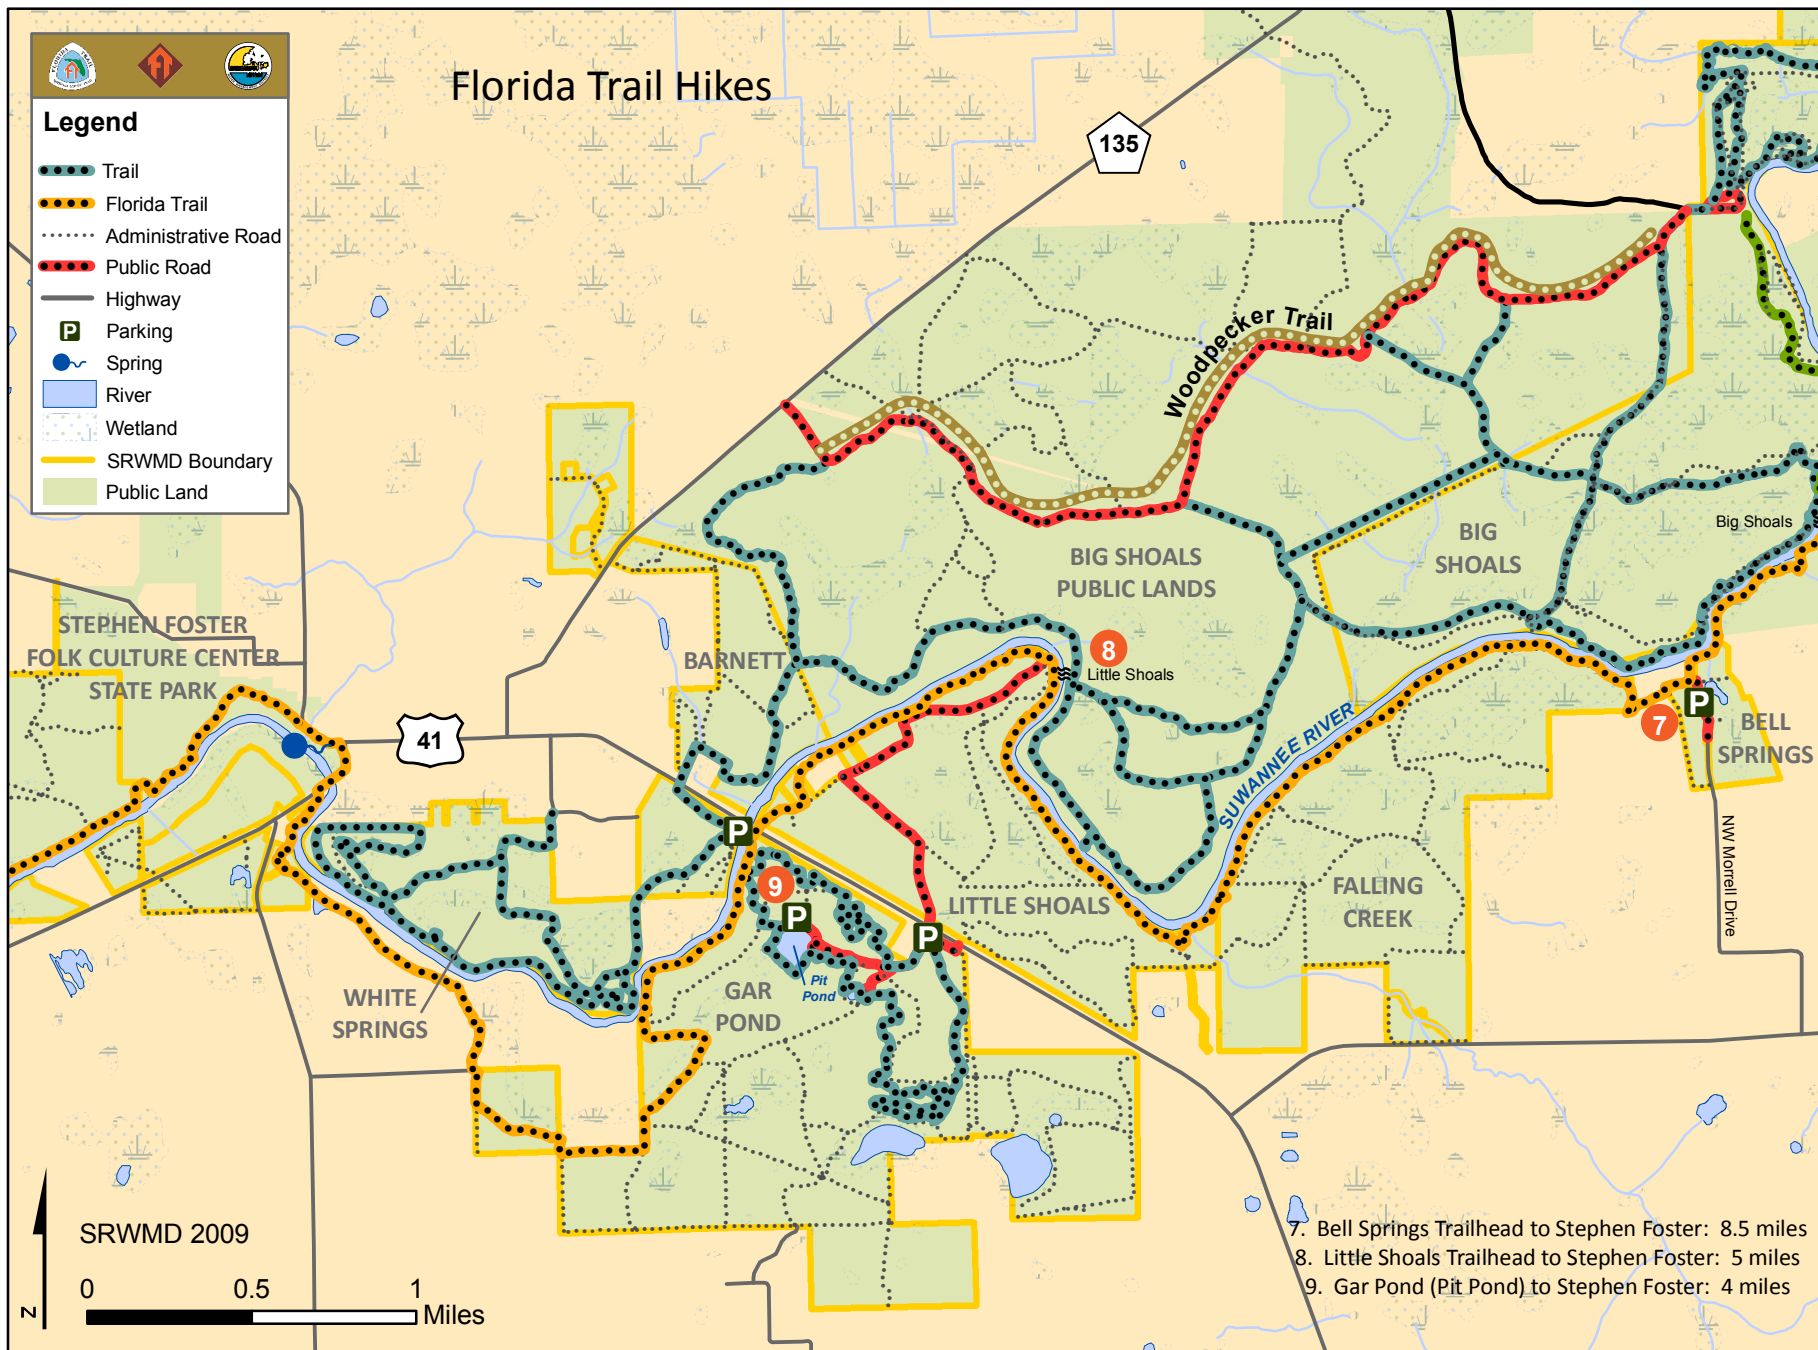 Florida Trail Hikes
Legend
Trail
Florida Trail
Administrative Road
Public Road
Highway
P Parking
Spring
River
Wetland
SRWMD Boundary
Public Land
135
Woodpecker Trail
BIG SHOALS
PUBLIC LANDS
BIG
SHOALS
Big Shoals
STEPHEN FOSTER
FOLK CULTURE CENTER
STATE PARK
BARNETT
8
Little Shoals
41
SUWANNEE RIVER
7
P
BELL
SPRINGS
NW Morrell Drive
P
9
P
P
LITTLE SHOALS
FALLING
CREEK
Pit
Pond
GAR
POND
WHITE
SPRINGS
SRWMD 2009
0 0.5 1
Miles
N
7. Bell Springs Trailhead to Stephen Foster: 8.5 miles
8. Little Shoals Trailhead to Stephen Foster: 5 miles
9. Gar Pond (Pit Pond) to Stephen Foster: 4 miles